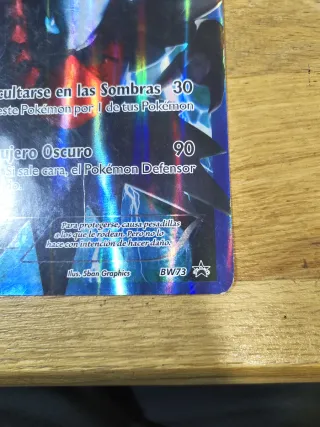 cultarse en las Sombras 30
este Pokémon por 1 de tus Pokémon
ujero Oscuro 90
Si sale cara, el Pokémon Defensor
Para protegerse, causa pesadillas
a los que le rodean. Pero no lo
hace con intención de hacer daño.
Ilus. 5ban Graphics BW73